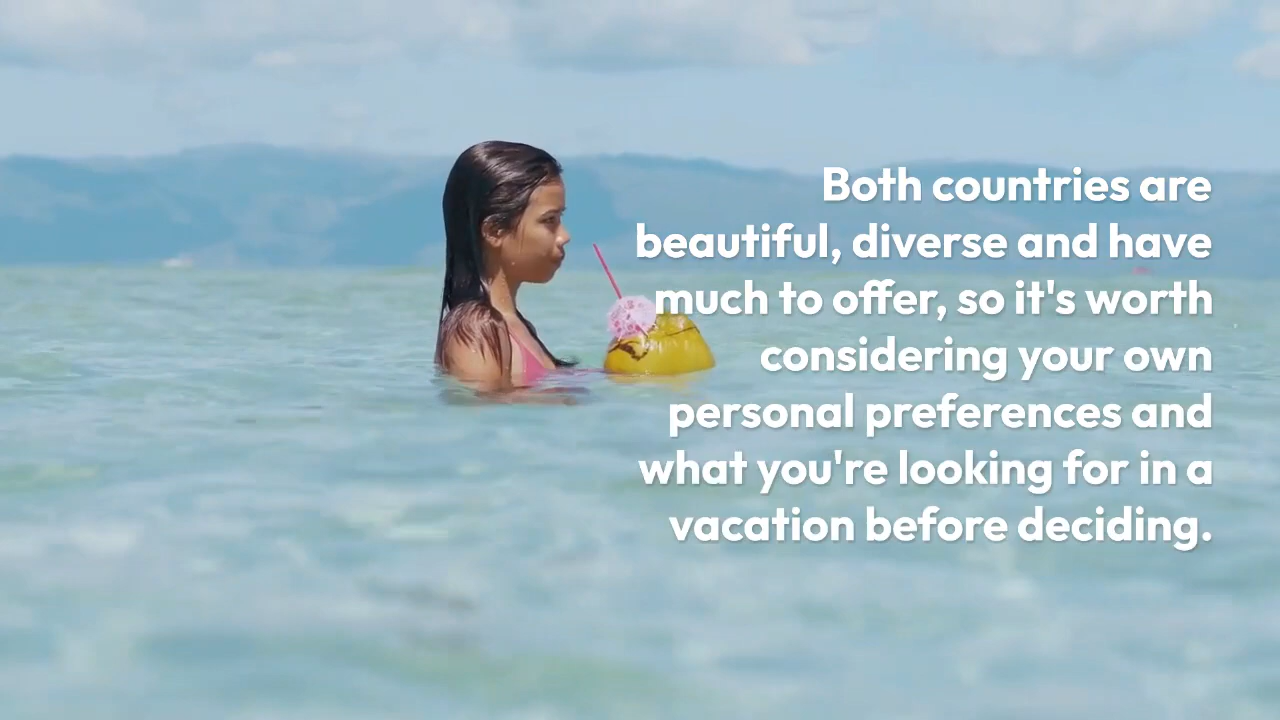 Both countries are
beautiful, diverse and have
much to offer, so it's worth
considering your own
personal preferences and
what you're looking for in a
vacation before deciding.